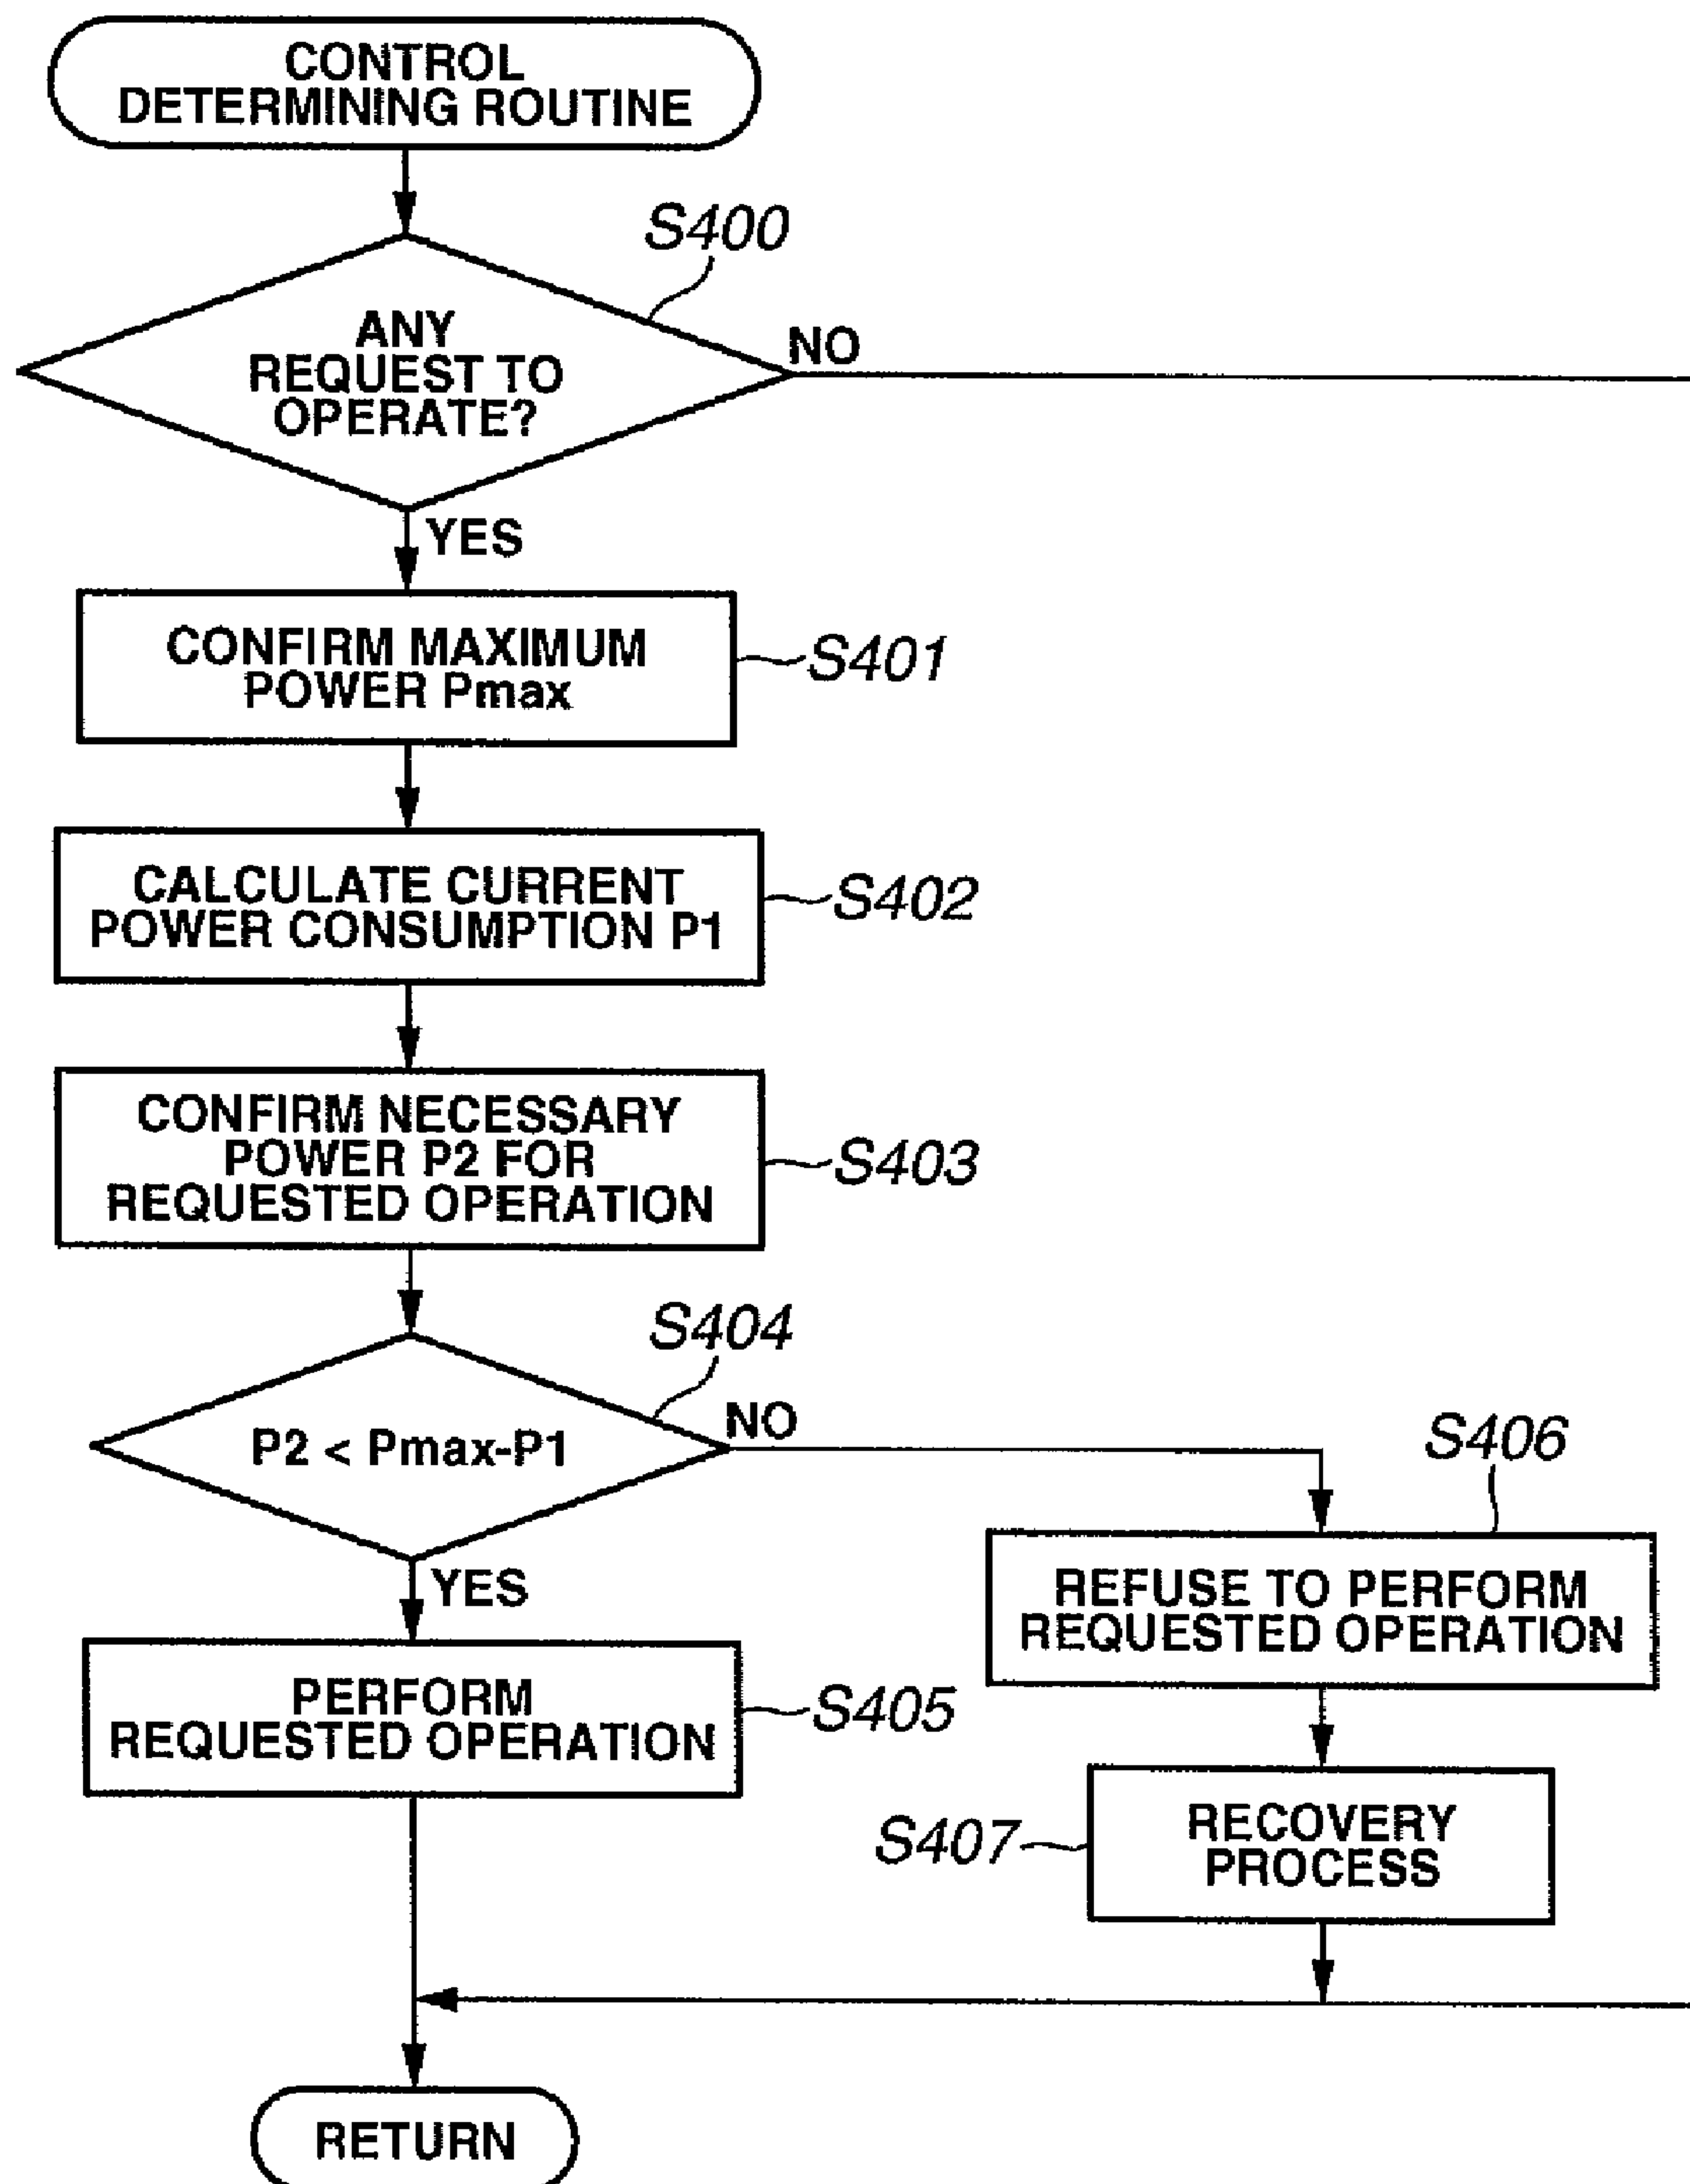 CONTROL
DETERMINING ROUTINE
S400
ANY
REQUEST TO
OPERATE?
NO
YES
CONFIRM MAXIMUM
POWER Pmax
S401
CALCULATE CURRENT
POWER CONSUMPTION P1
S402
CONFIRM NECESSARY
POWER P2 FOR
REQUESTED OPERATION
S403
S404
P2 < Pmax-P1
NO
YES
S406
REFUSE TO PERFORM
REQUESTED OPERATION
PERFORM
REQUESTED OPERATION
S405
S407
RECOVERY
PROCESS
RETURN